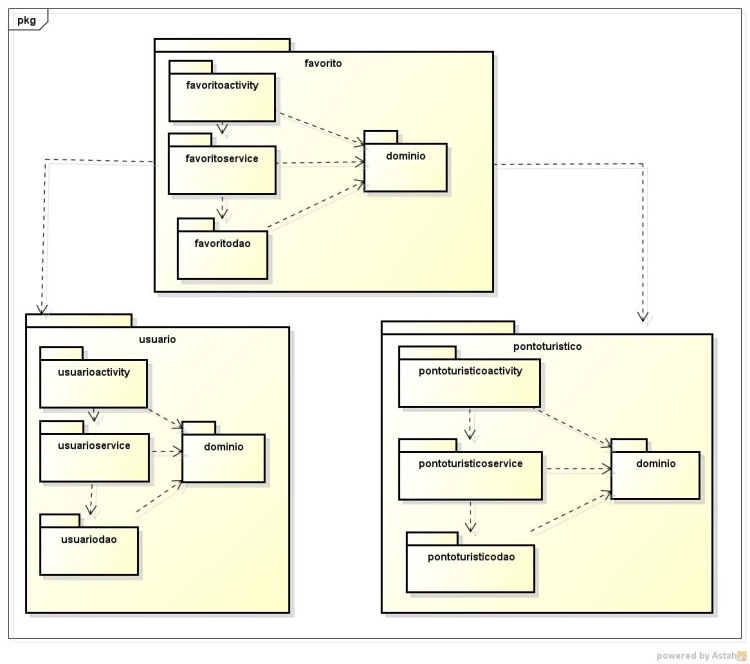 pkg
favorito
favoritoactivity
favoritoservice
dominio
favoritodao
usuario
usuarioactivity
usuarioservice
dominio
usuariodao
pontoturistico
pontoturisticoactivity
pontoturisticoservice
dominio
pontoturisticodao
powered by Astah